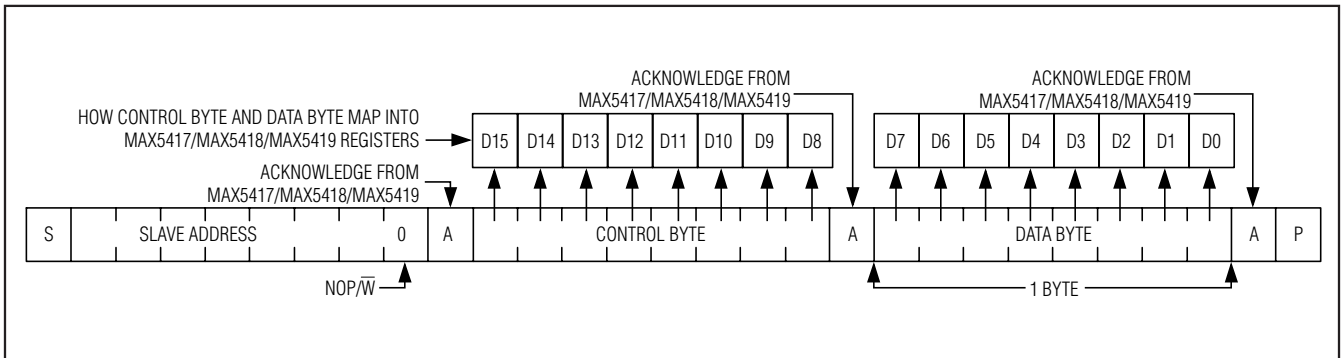 ACKNOWLEDGE FROM
MAX5417/MAX5418/MAX5419
ACKNOWLEDGE FROM
MAX5417/MAX5418/MAX5419
HOW CONTROL BYTE AND DATA BYTE MAP INTO
MAX5417/MAX5418/MAX5419 REGISTERS
D15 D14 D13 D12 D11 D10 D9 D8 D7 D6 D5 D4 D3 D2 D1 D0
ACKNOWLEDGE FROM
MAX5417/MAX5418/MAX5419
S SLAVE ADDRESS 0 A CONTROL BYTE A DATA BYTE A P
NOP/W̅
1 BYTE